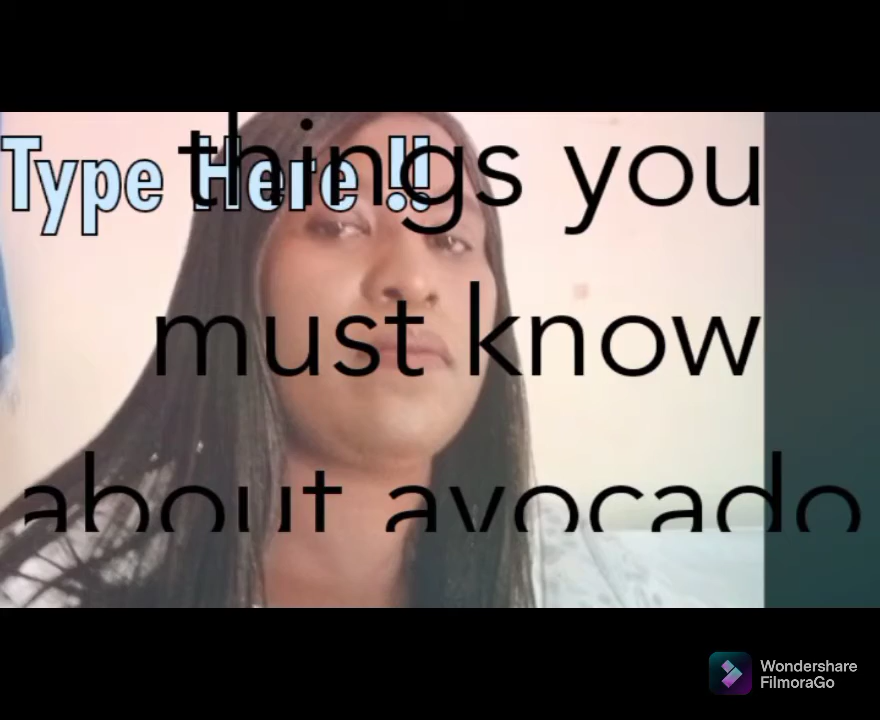 Type Here !!
things you
must know
about avocado
Wondershare
FilmoraGo